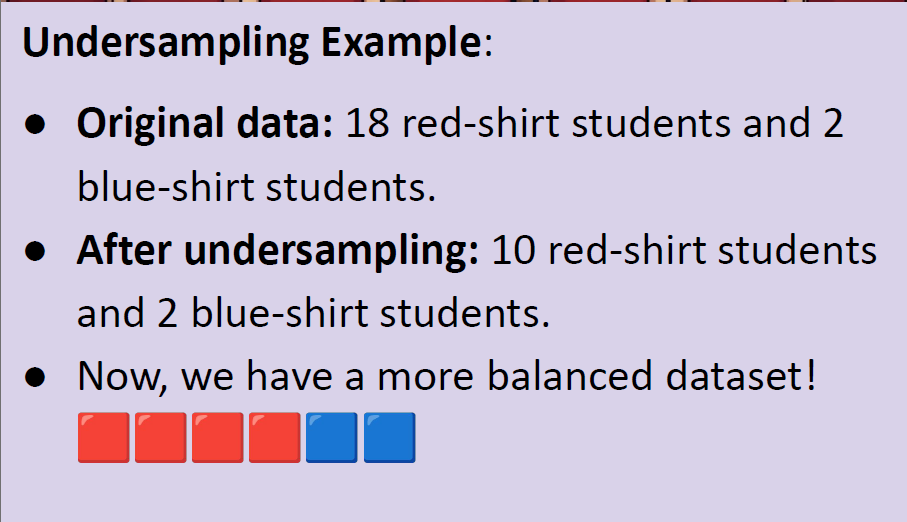 Undersampling Example:
● Original data: 18 red-shirt students and 2
blue-shirt students.
● After undersampling: 10 red-shirt students
and 2 blue-shirt students.
● Now, we have a more balanced dataset!
🟥🟥🟥🟥🟦🟦